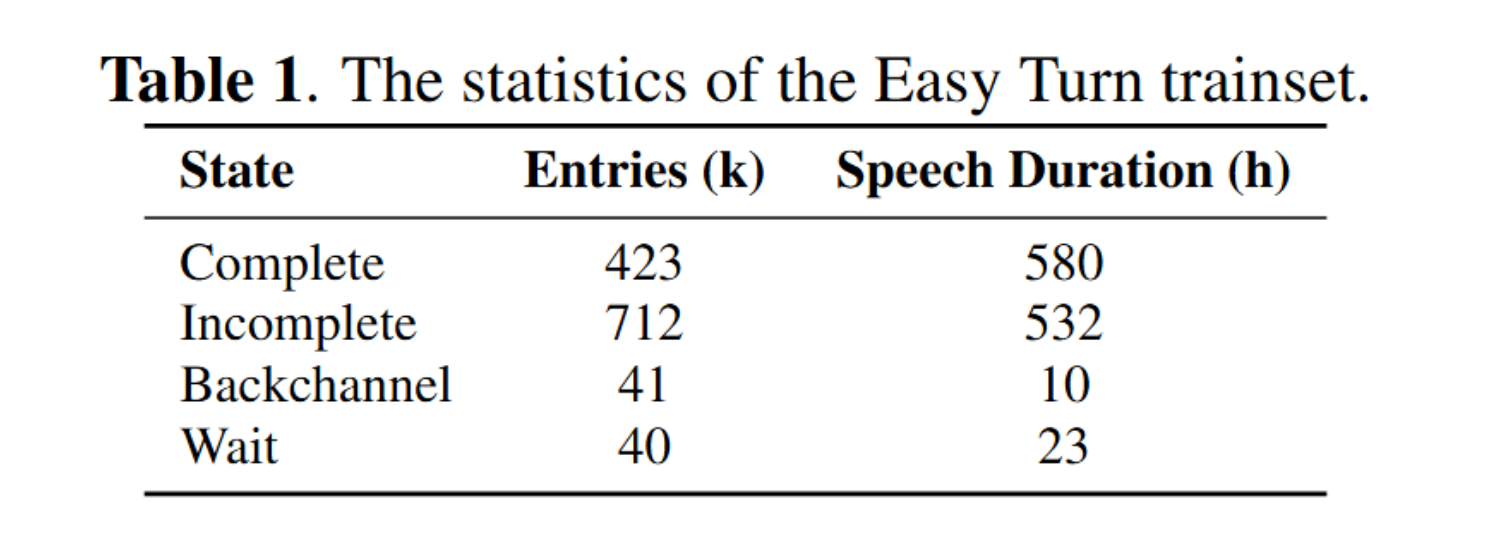 Table 1. The statistics of the Easy Turn trainset.
State Entries (k) Speech Duration (h)
Complete 423 580
Incomplete 712 532
Backchannel 41 10
Wait 40 23